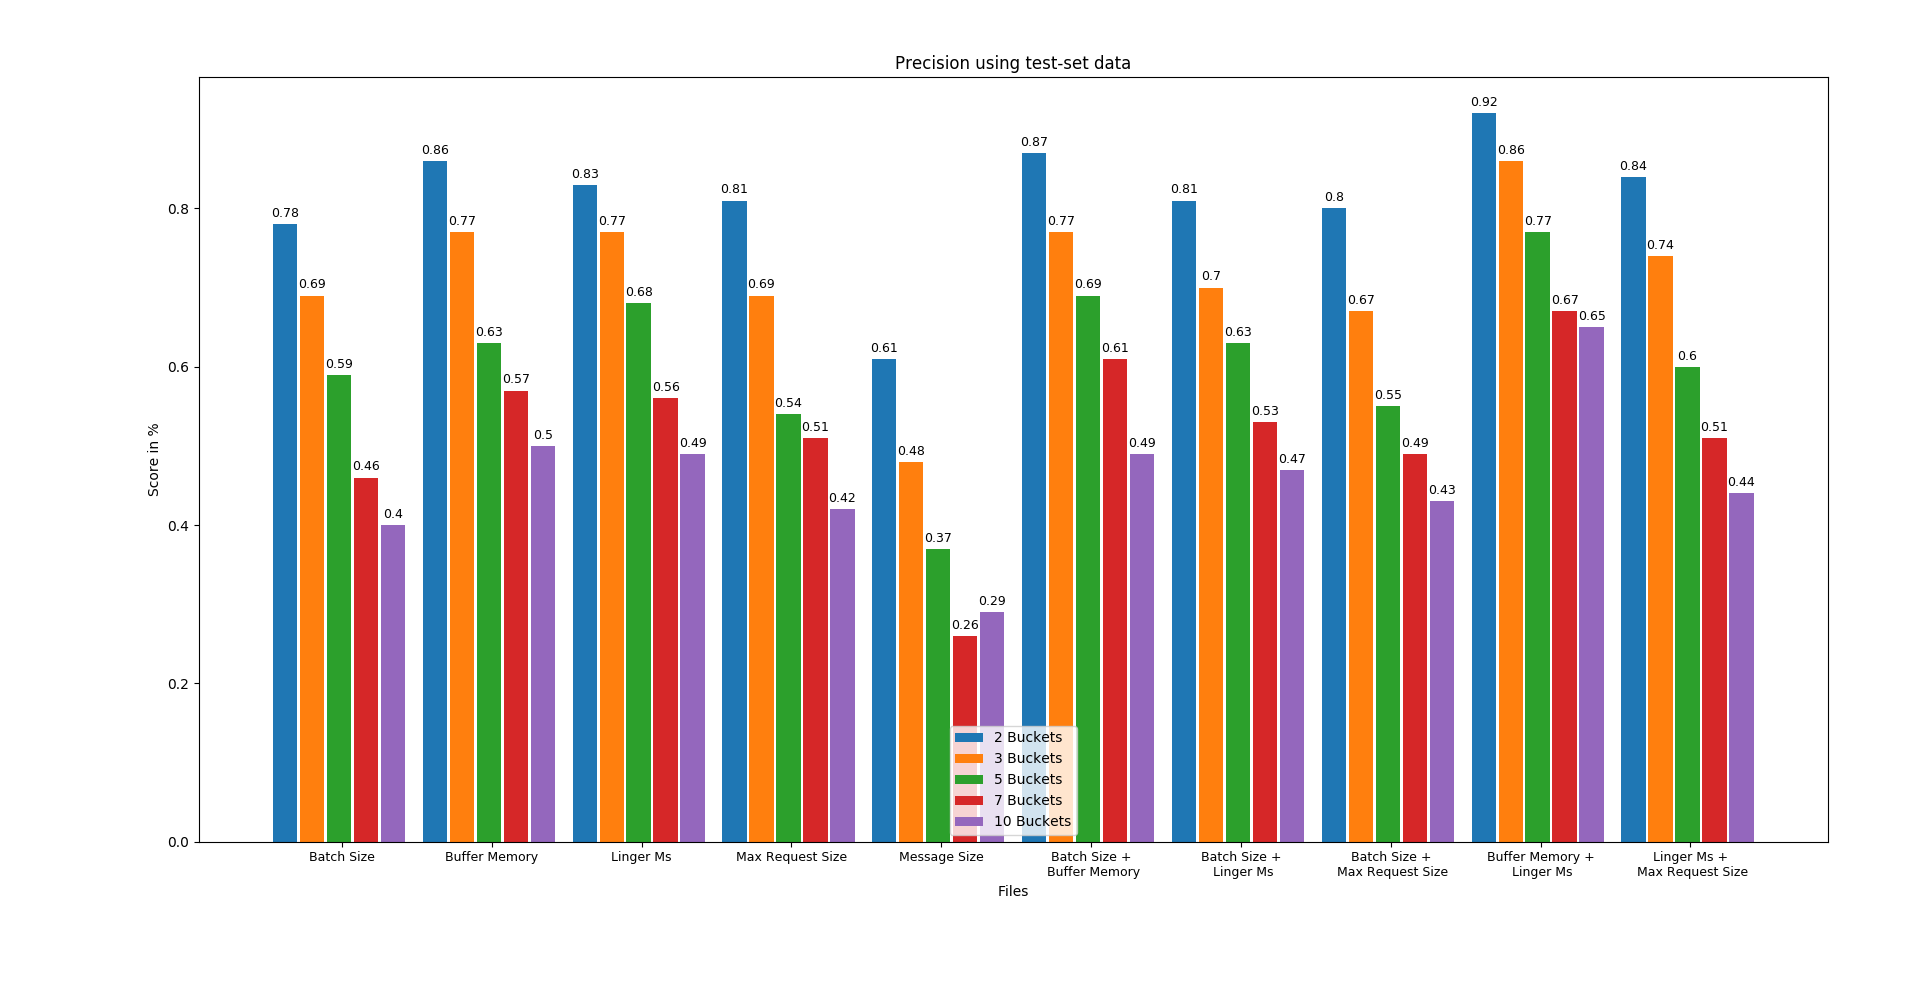 Precision using test-set data
Score in %
0.8
0.6
0.4
0.2
0.0
0.78
0.69
0.59
0.46
0.4
0.86
0.77
0.63
0.57
0.5
0.83
0.77
0.68
0.56
0.49
0.81
0.69
0.54
0.51
0.42
0.61
0.48
0.37
0.26
0.29
0.87
0.77
0.69
0.61
0.49
0.81
0.7
0.63
0.53
0.47
0.8
0.67
0.55
0.49
0.43
0.92
0.86
0.77
0.67
0.65
0.84
0.74
0.6
0.51
0.44
2 Buckets
3 Buckets
5 Buckets
7 Buckets
10 Buckets
Batch Size
Buffer Memory
Linger Ms
Max Request Size
Message Size
Batch Size +
Buffer Memory
Batch Size +
Linger Ms
Batch Size +
Max Request Size
Buffer Memory +
Linger Ms
Linger Ms +
Max Request Size
Files